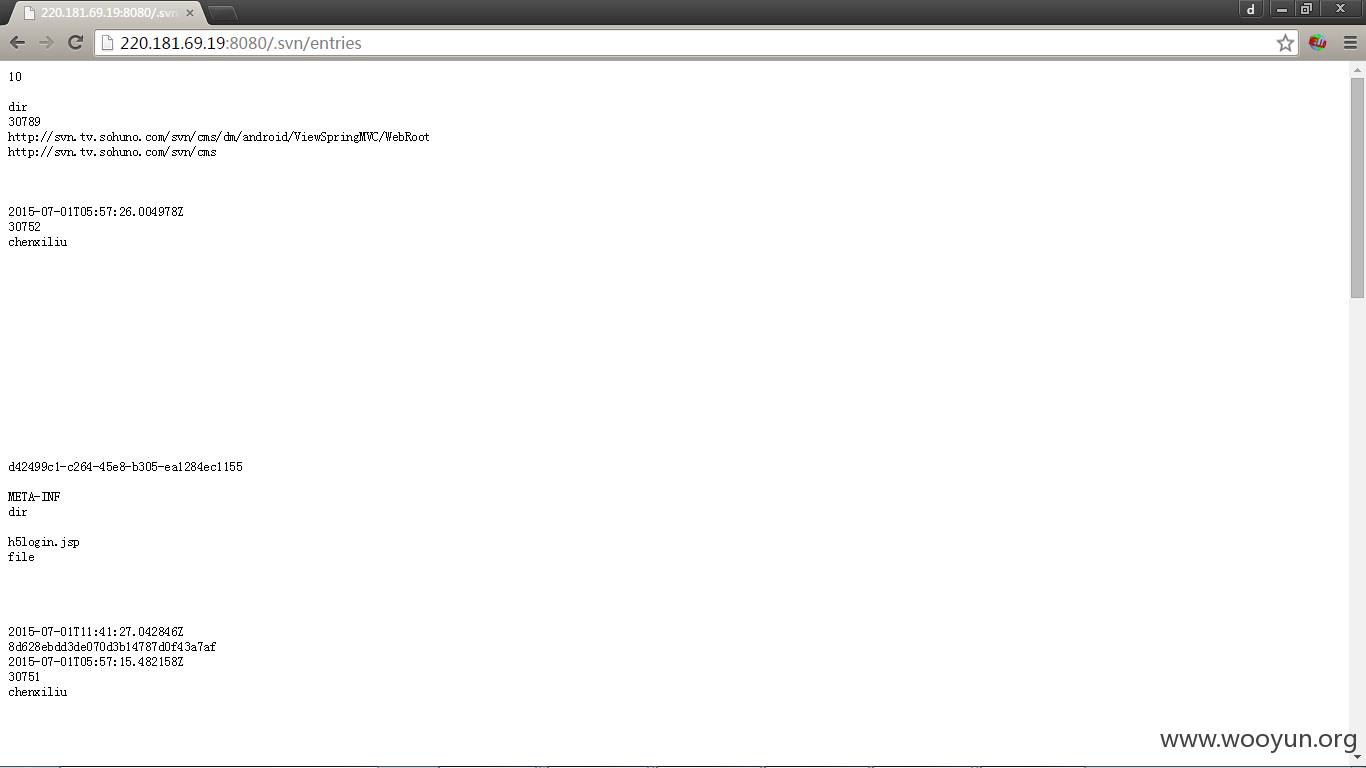 220.181.69.19:8080/.svn
d
220.181.69.19:8080/.svn/entries
10
dir
30789
http://svn.tv.sohuno.com/svn/cms/dm/android/ViewSpringMVC/WebRoot
http://svn.tv.sohuno.com/svn/cms
2015-07-01T05:57:26.004978Z
30752
chenxiliu
d42499c1-c264-45e8-b305-ea1284ec1155
META-INF
dir
h5login.jsp
file
2015-07-01T11:41:27.042846Z
8d628ebdd3de070d3b14787d0f43a7af
2015-07-01T05:57:15.482158Z
30751
chenxiliu
www.wooyun.org